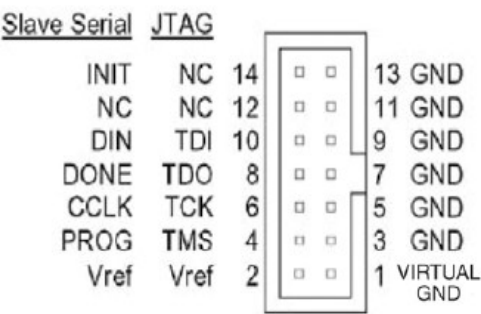 Slave Serial JTAG
INIT NC 14 13 GND
NC NC 12 11 GND
DIN TDI 10 9 GND
DONE TDO 8 7 GND
CCLK TCK 6 5 GND
PROG TMS 4 3 GND
Vref Vref 2 1 VIRTUAL
GND